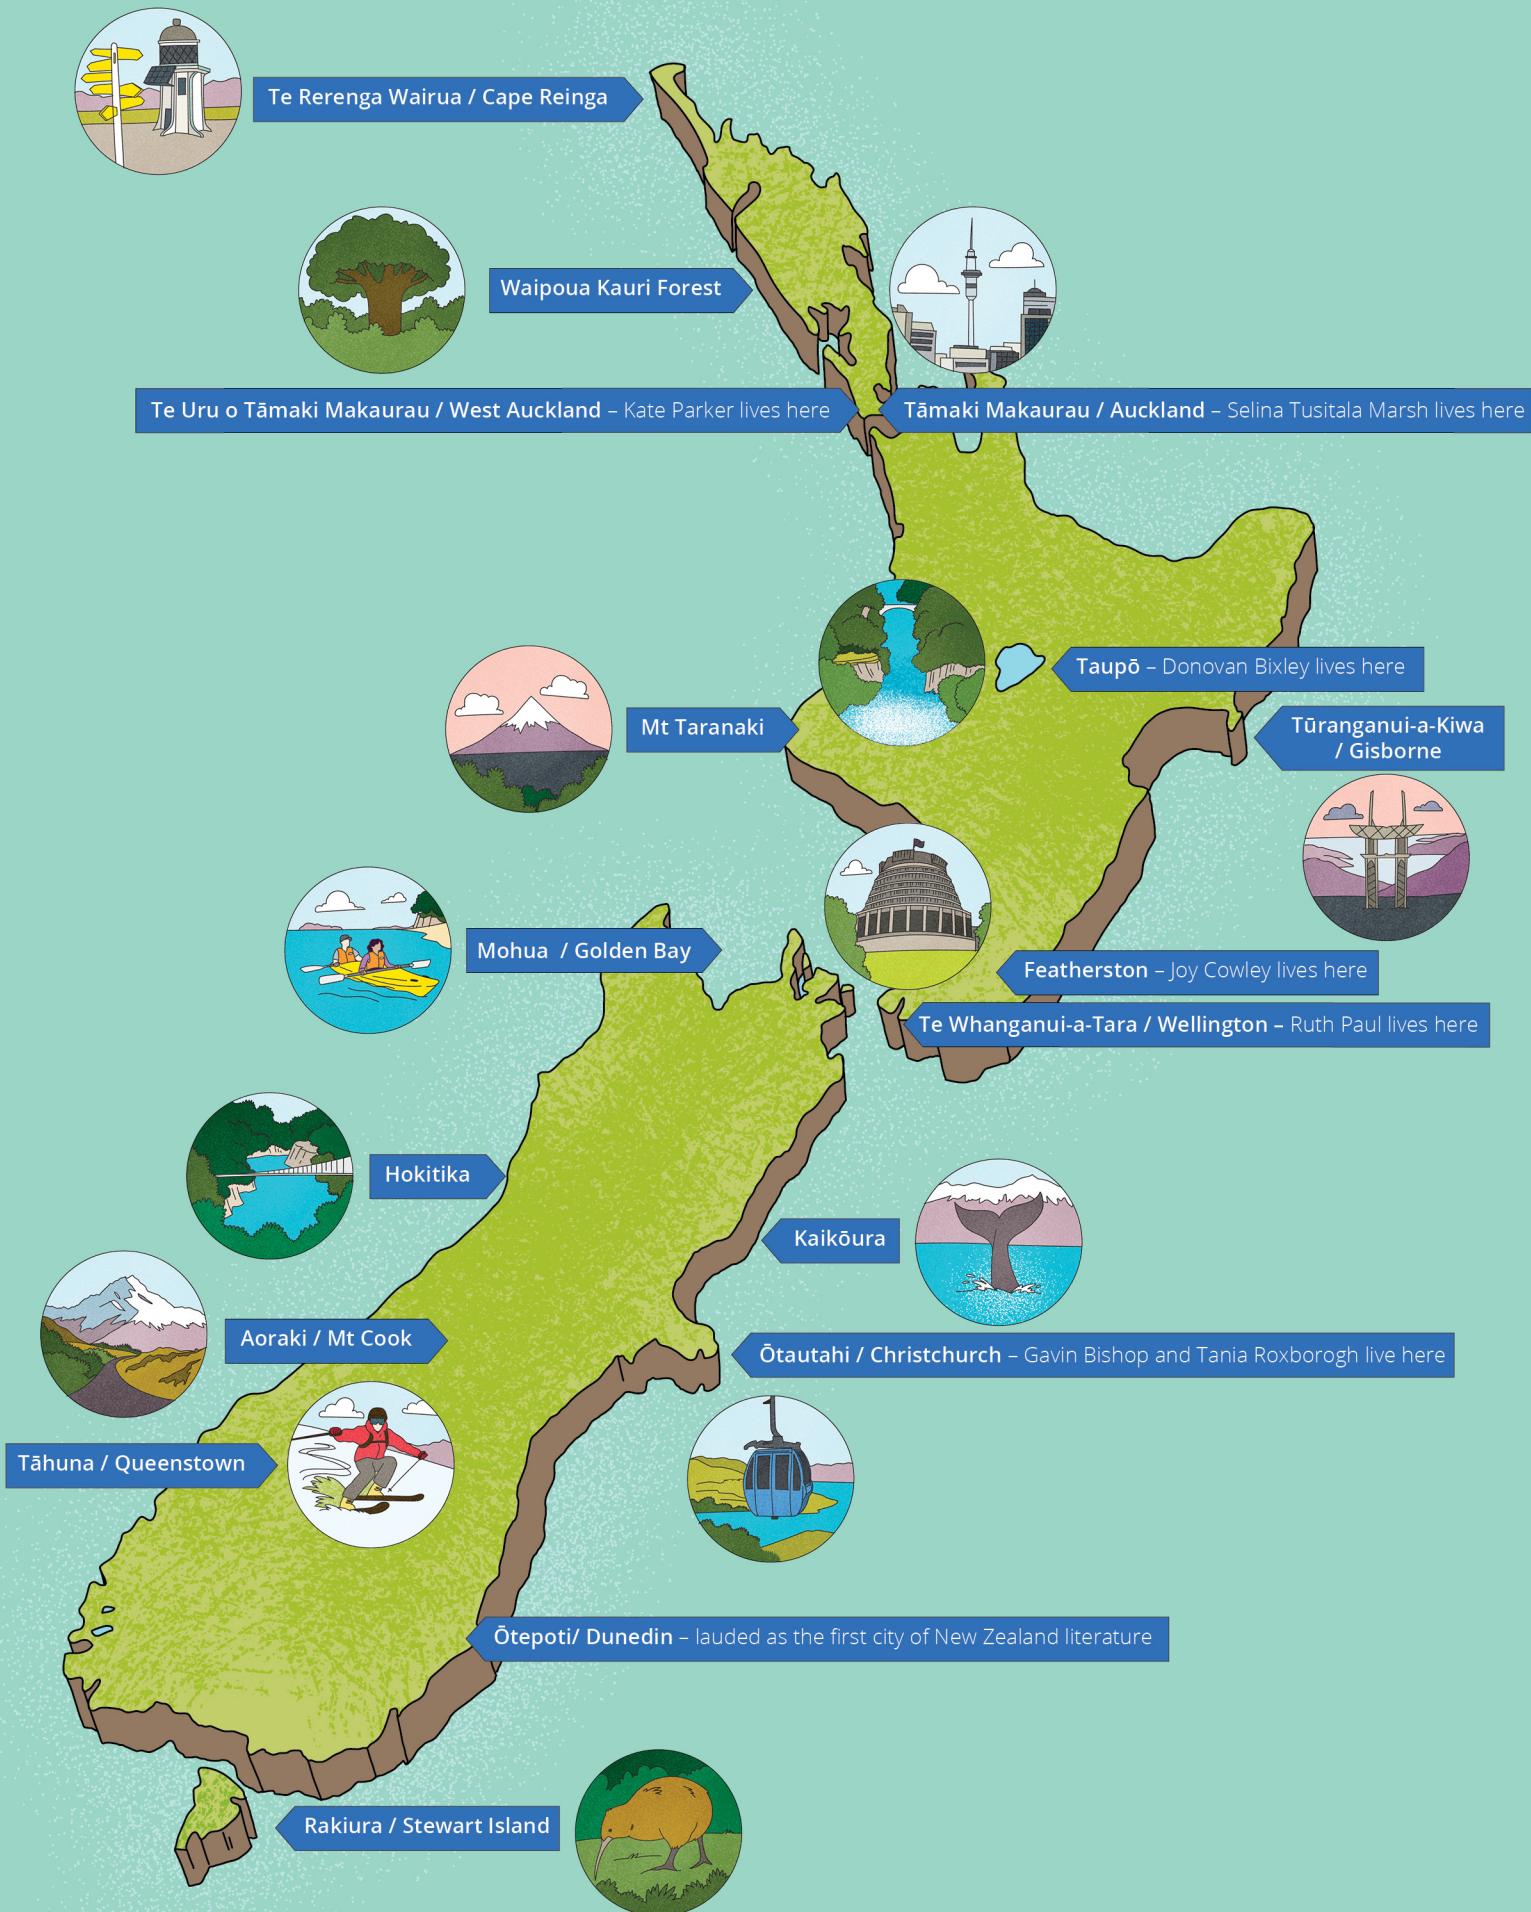 Te Rerenga Wairua / Cape Reinga
Waipoua Kauri Forest
Te Uru o Tāmaki Makaurau / West Auckland – Kate Parker lives here
Tāmaki Makaurau / Auckland – Selina Tusitala Marsh lives here
Taupō – Donovan Bixley lives here
Mt Taranaki
Tūranganui-a-Kiwa
/ Gisborne
Mohua / Golden Bay
Featherston – Joy Cowley lives here
Te Whanganui-a-Tara / Wellington – Ruth Paul lives here
Hokitika
Kaikōura
Aoraki / Mt Cook
Ōtautahi / Christchurch – Gavin Bishop and Tania Roxborogh live here
Tāhuna / Queenstown
Ōtepoti/ Dunedin – lauded as the first city of New Zealand literature
Rakiura / Stewart Island